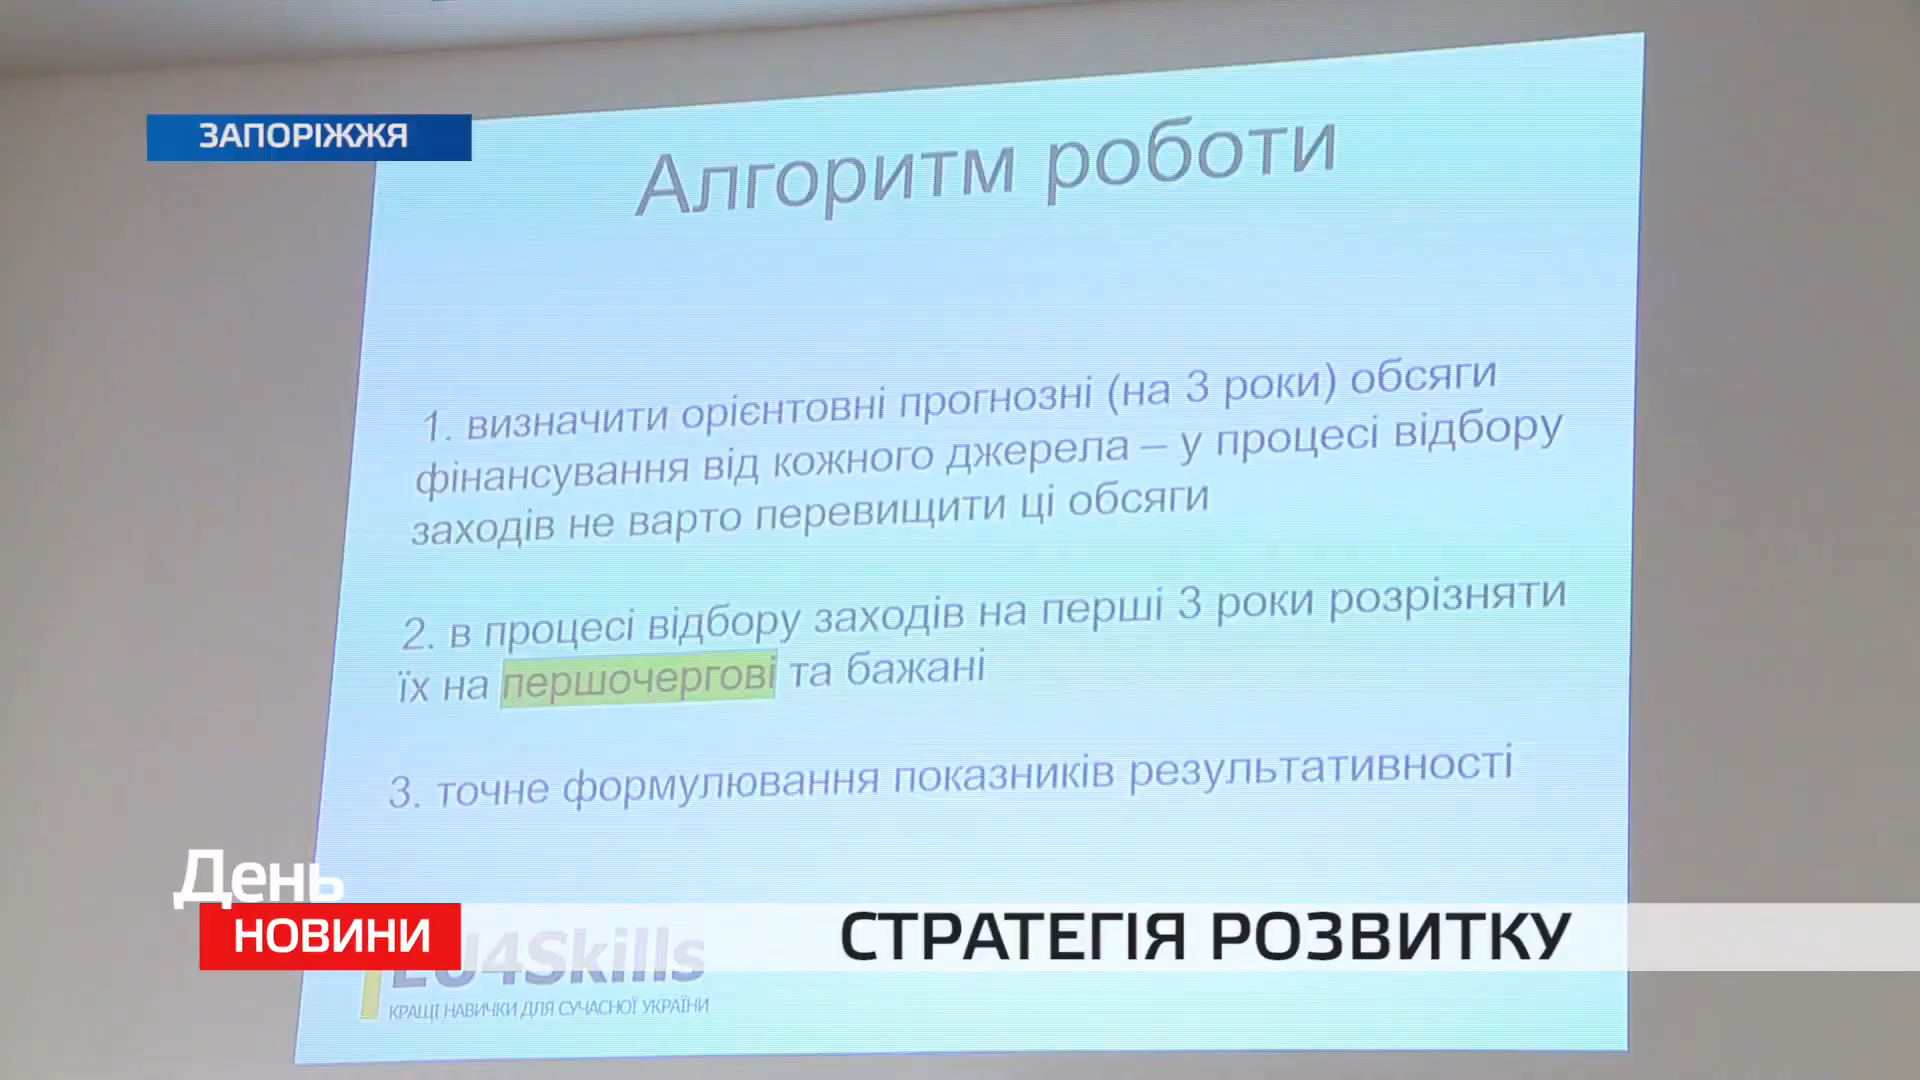 ЗАПОРІЖЖЯ
Алгоритм роботи
1. визначити орієнтовні прогнозні (на 3 роки) обсяги
фінансування від кожного джерела – у процесі відбору
заходів не варто перевищити ці обсяги
2. в процесі відбору заходів на перші 3 роки розрізняти
їх на першочергові та бажані
3. точне формулювання показників результативності
День
НОВИНИ
СТРАТЕГІЯ РОЗВИТКУ
EU4Skills
КРАЩІ НАВИЧКИ ДЛЯ СУЧАСНОЇ УКРАЇНИ